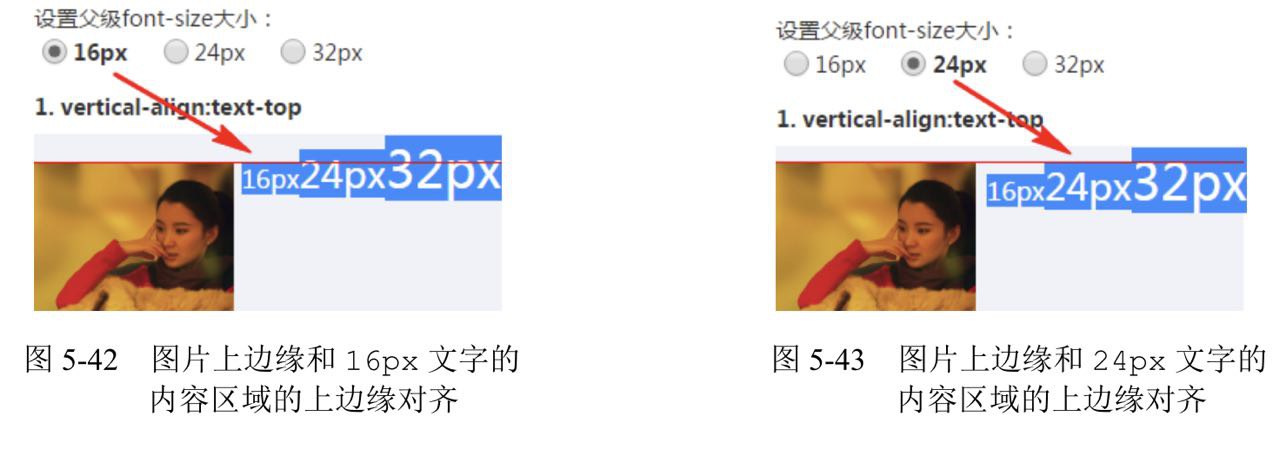 设置父级font-size大小：
16px 24px 32px
1. vertical-align:text-top
16px24px32px
图 5-42 图片上边缘和 16px 文字的
内容区域的上边缘对齐
设置父级font-size大小：
16px 24px 32px
1. vertical-align:text-top
16px24px32px
图 5-43 图片上边缘和 24px 文字的
内容区域的上边缘对齐